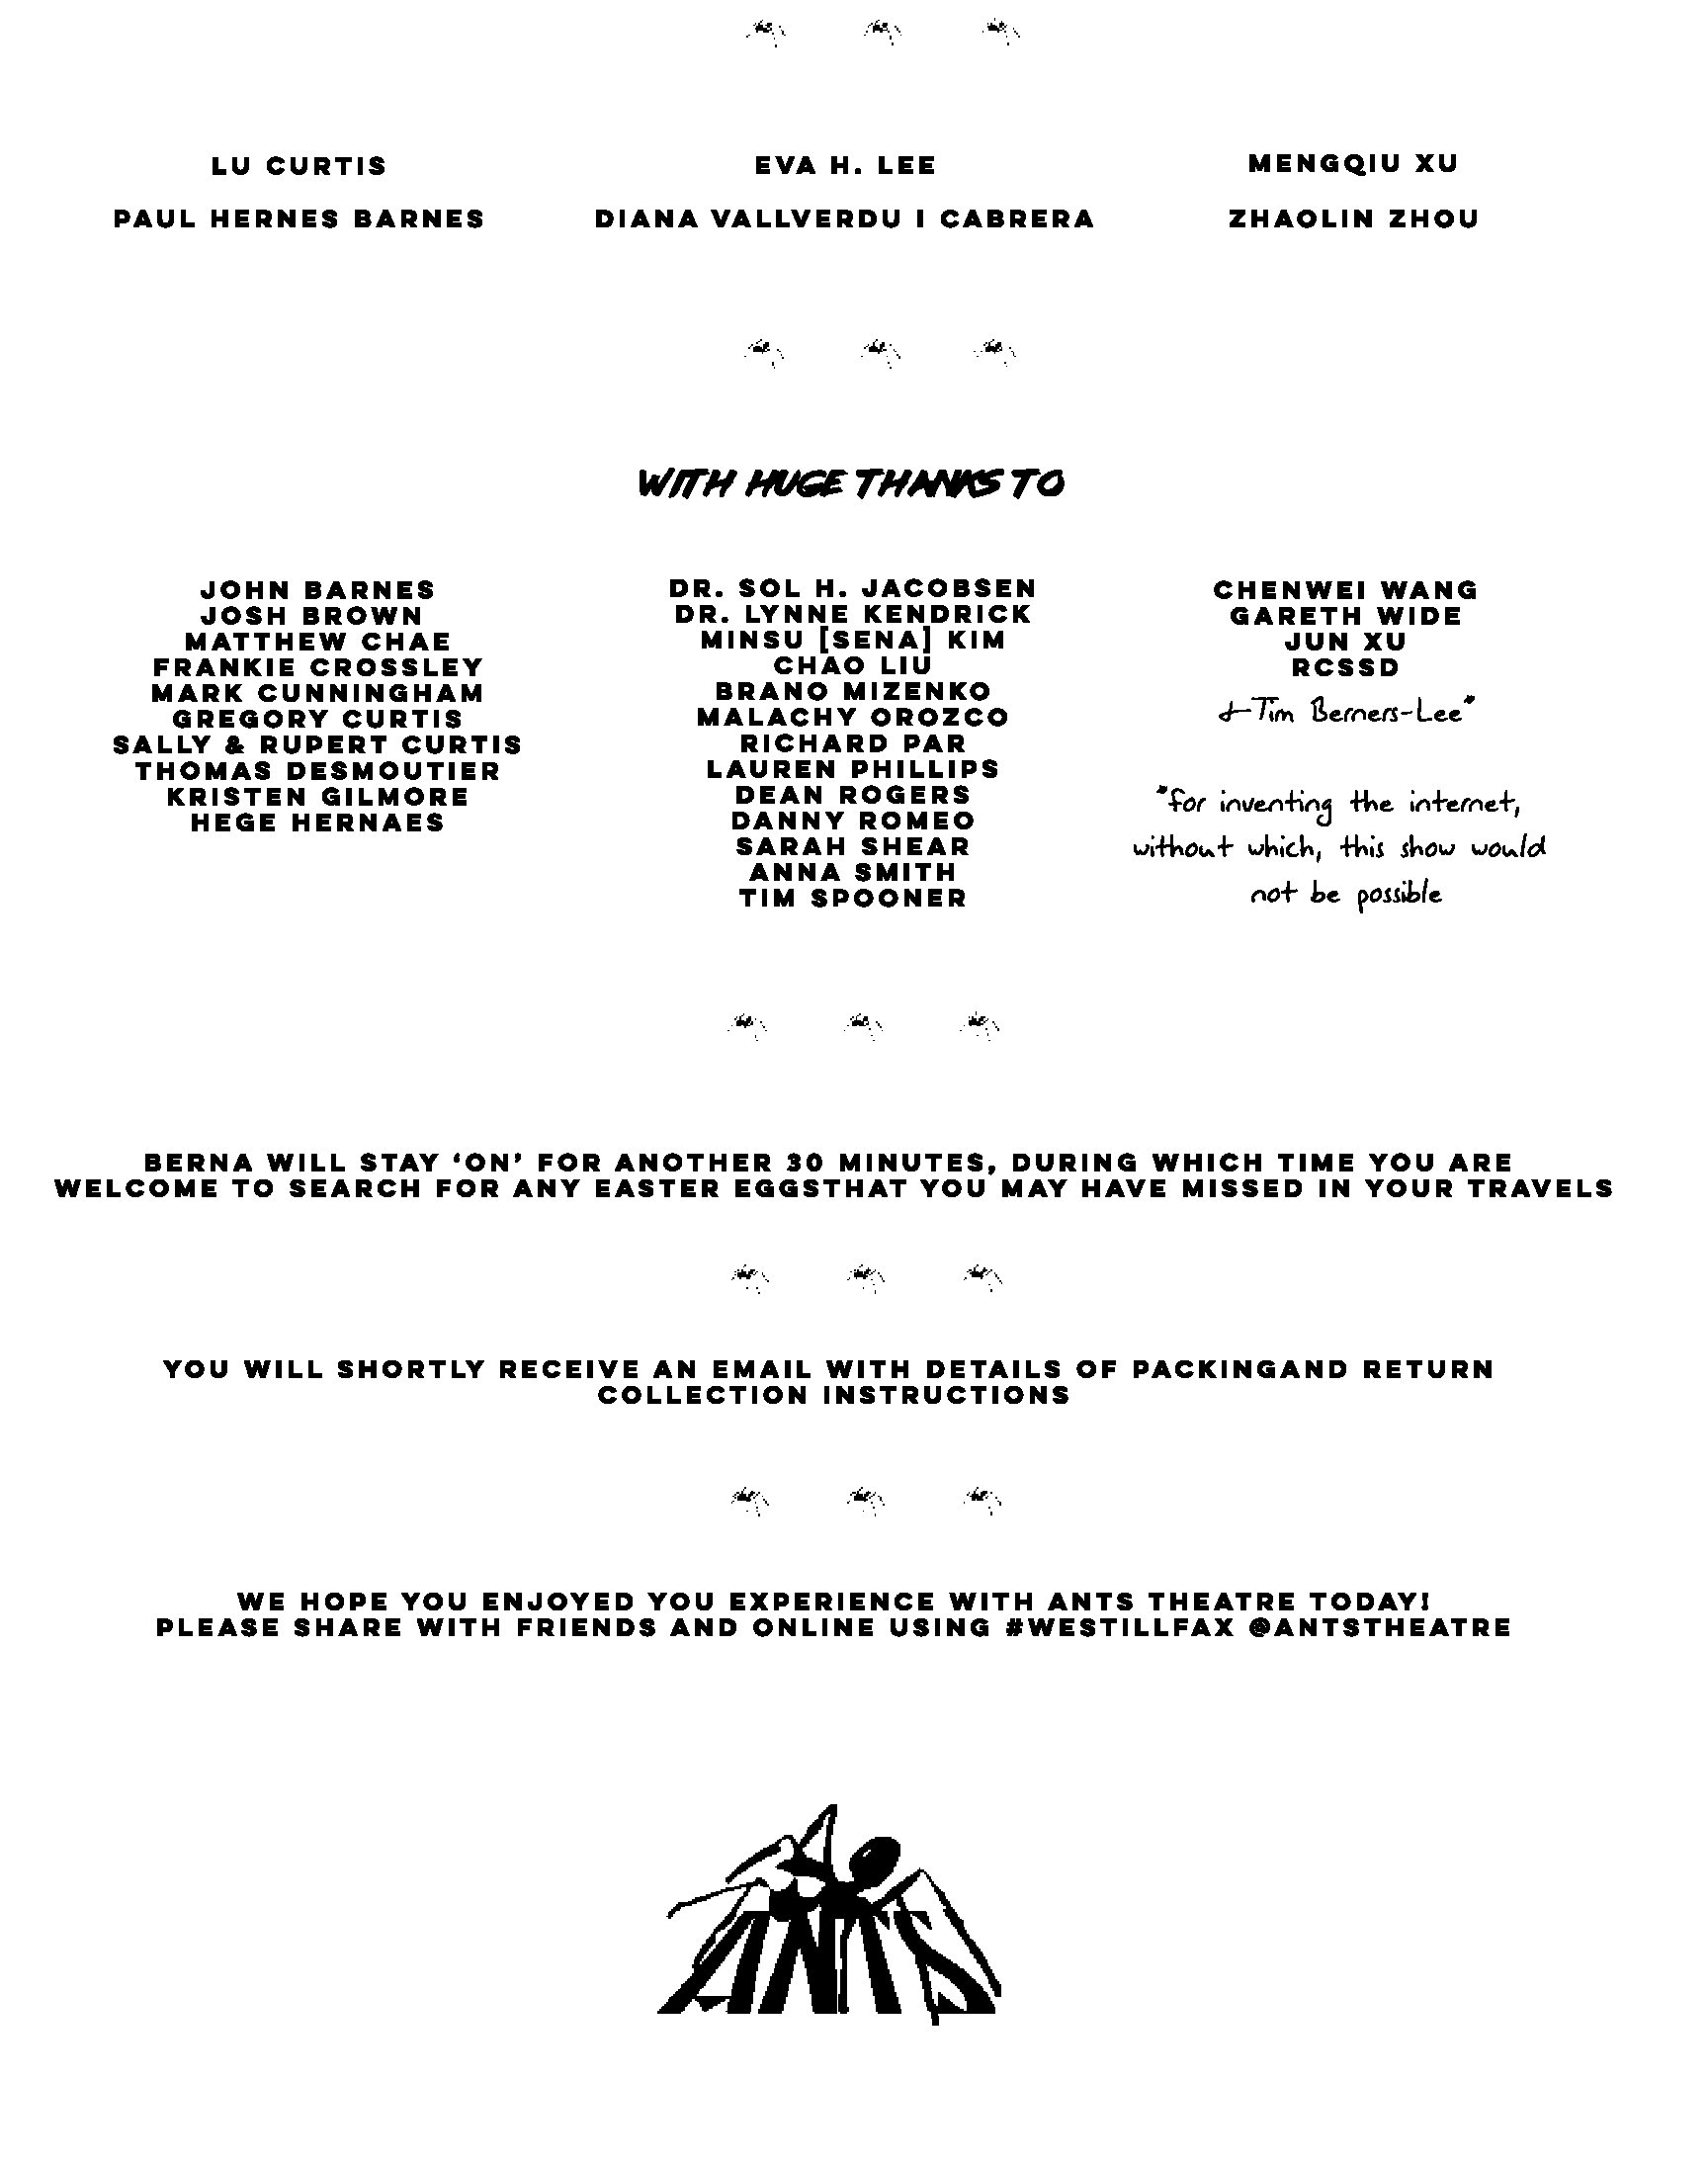 LU CURTIS
EVA H. LEE
MENGQIU XU
PAUL HERNES BARNES
DIANA VALLVERDU I CABRERA
ZHAOLIN ZHOU
WITH HUGE THANKS TO
JOHN BARNES
JOSH BROWN
MATTHEW CHAE
FRANKIE CROSSLEY
MARK CUNNINGHAM
GREGORY CURTIS
SALLY & RUPERT CURTIS
THOMAS DESMOUTIER
KRISTEN GILMORE
HEGE HERNAES
DR. SOL H. JACOBSEN
DR. LYNNE KENDRICK
MINSU [SENA] KIM
CHAO LIU
BRANO MIZENKO
MALACHY OROZCO
RICHARD PAR
LAUREN PHILLIPS
DEAN ROGERS
DANNY ROMEO
SARAH SHEAR
ANNA SMITH
TIM SPOONER
CHENWEI WANG
GARETH WIDE
JUN XU
RCSSD
& Tim Berners-Lee*
*for inventing the internet,
without which, this show would
not be possible
BERNA WILL STAY ‘ON’ FOR ANOTHER 30 MINUTES, DURING WHICH TIME YOU ARE
WELCOME TO SEARCH FOR ANY EASTER EGGSTHAT YOU MAY HAVE MISSED IN YOUR TRAVELS
YOU WILL SHORTLY RECEIVE AN EMAIL WITH DETAILS OF PACKINGAND RETURN
COLLECTION INSTRUCTIONS
WE HOPE YOU ENJOYED YOU EXPERIENCE WITH ANTS THEATRE TODAY!
PLEASE SHARE WITH FRIENDS AND ONLINE USING #WESTILLFAX @ANTSTHEATRE
ANTS